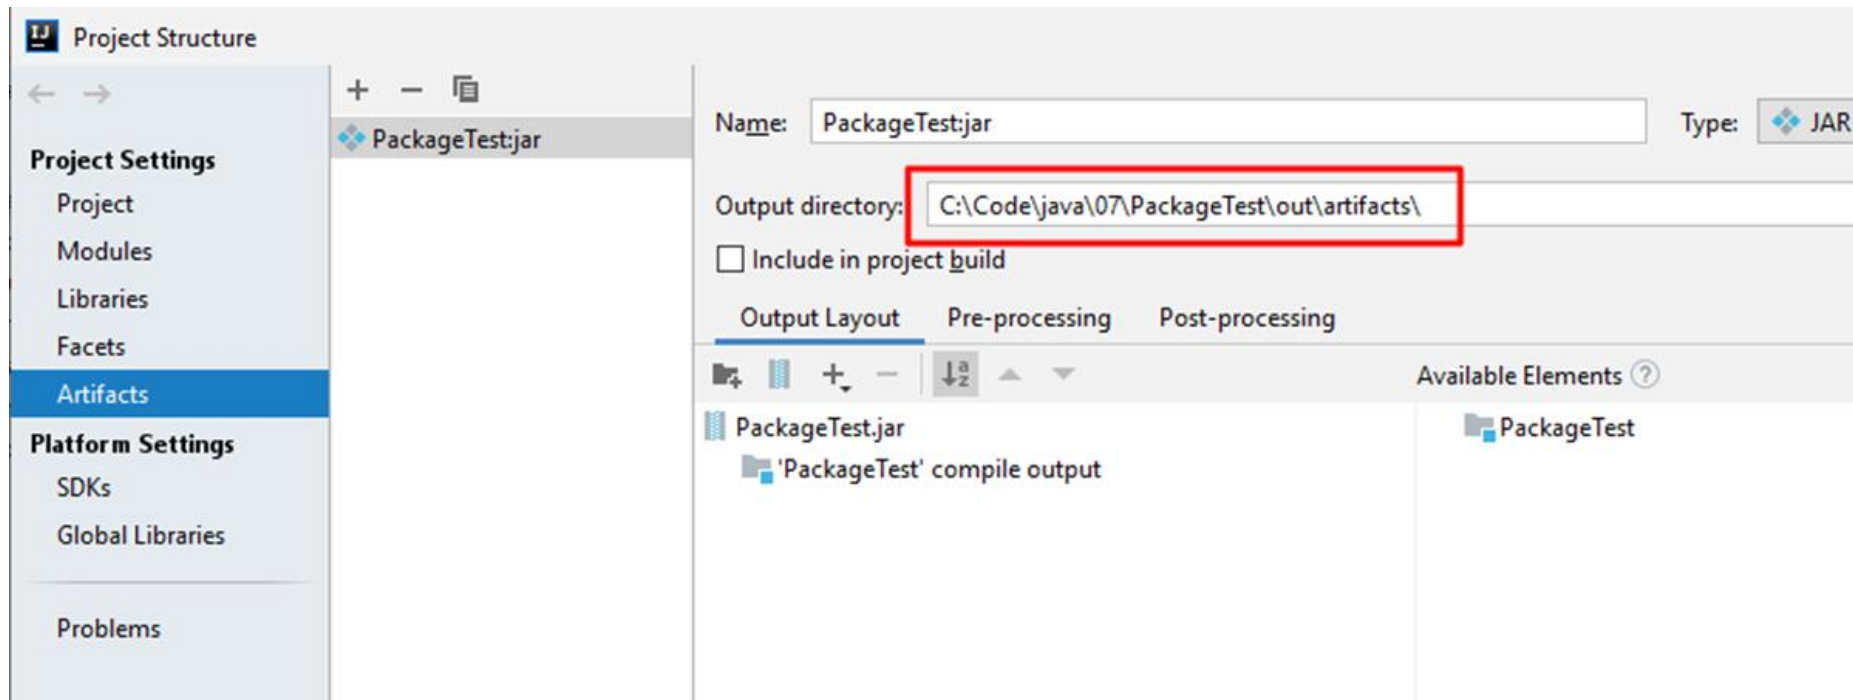 IJ
Project Structure
Project Settings
Project
Modules
Libraries
Facets
Artifacts
Platform Settings
SDKs
Global Libraries
Problems
PackageTest:jar
Name: PackageTest:jar Type: JAR
Output directory: C:\Code\java\07\PackageTest\out\artifacts\
Include in project build
Output Layout Pre-processing Post-processing
a z
Available Elements ?
PackageTest.jar
'PackageTest' compile output
PackageTest